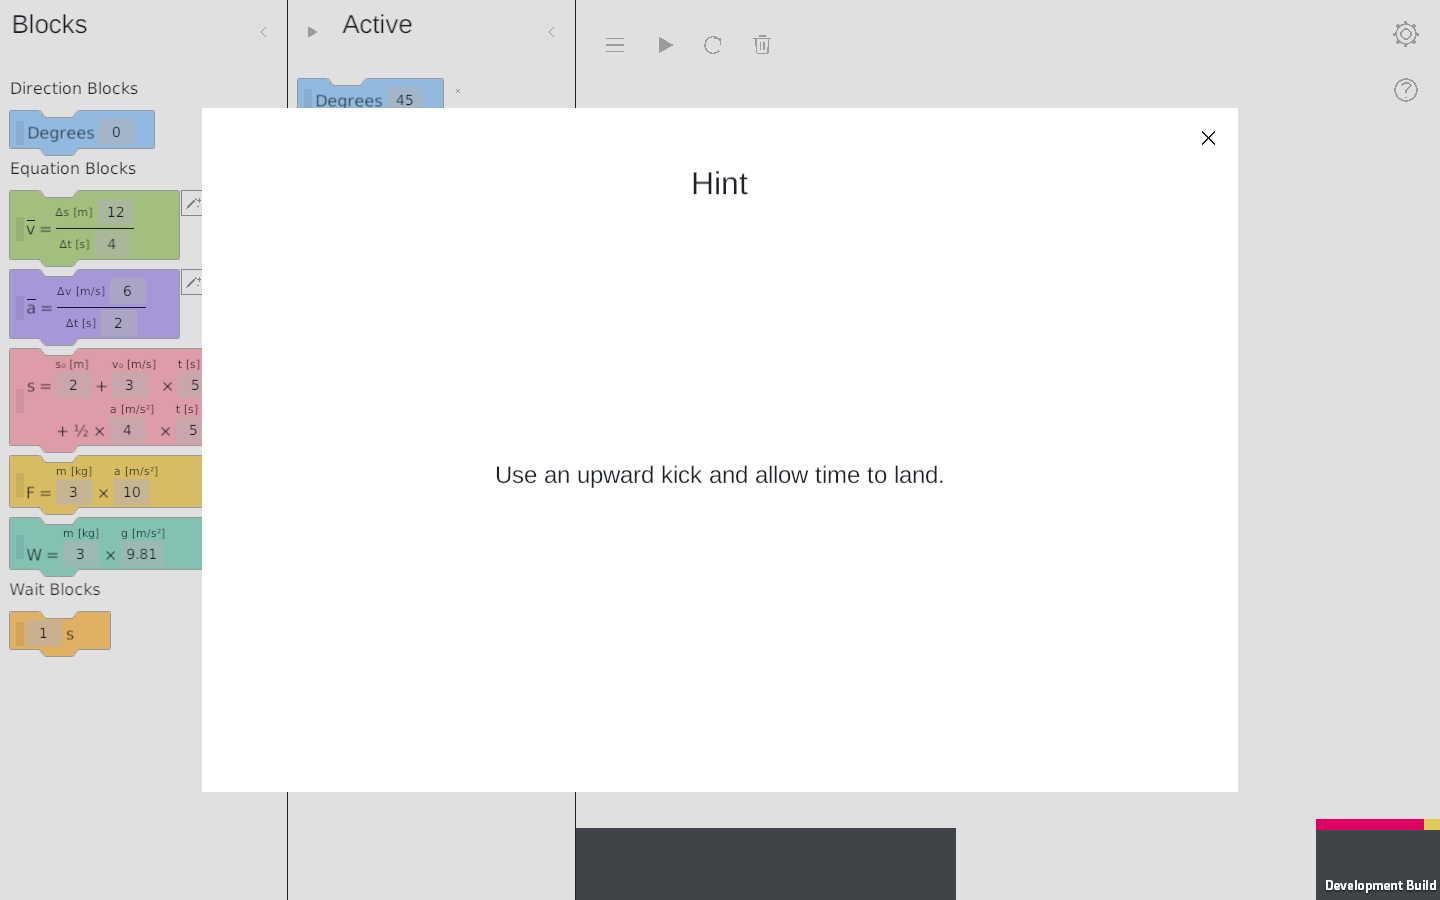 Blocks
Active
Direction Blocks
Degrees 0
Degrees 45
Equation Blocks
v = Δs [m] 12
Δt [s] 4
a = Δv [m/s] 6
Δt [s] 2
s₀ [m] v₀ [m/s] t [s]
s = 2 + 3 × 5
a [m/s²] t [s]
+ ½ × 4 × 5
m [kg] a [m/s²]
F = 3 × 10
m [kg] g [m/s²]
W = 3 × 9.81
Wait Blocks
1 s
Hint
Use an upward kick and allow time to land.
Development Build